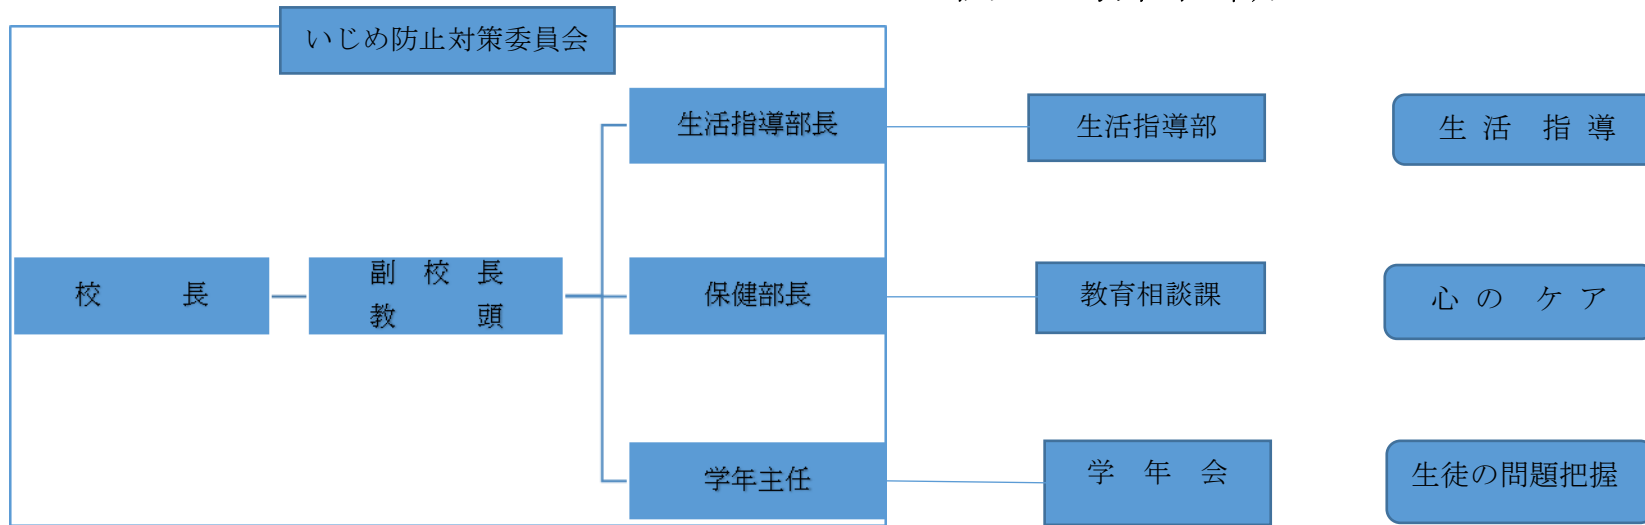 いじめ防止対策委員会
生活指導部長
生活指導部
生 活 指 導
校 長
副 校 長
教 頭
保健部長
教育相談課
心 の ケ ア
学年主任
学 年 会
生徒の問題把握